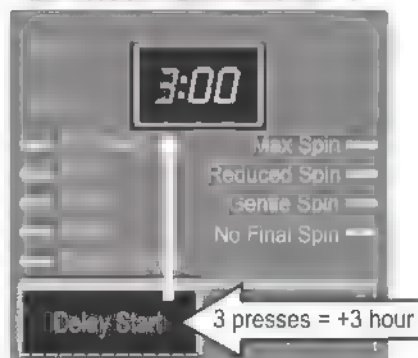 3:00
Max Spin
Reduced Spin
Gentle Spin
No Final Spin
Delay Start
3 presses = +3 hour